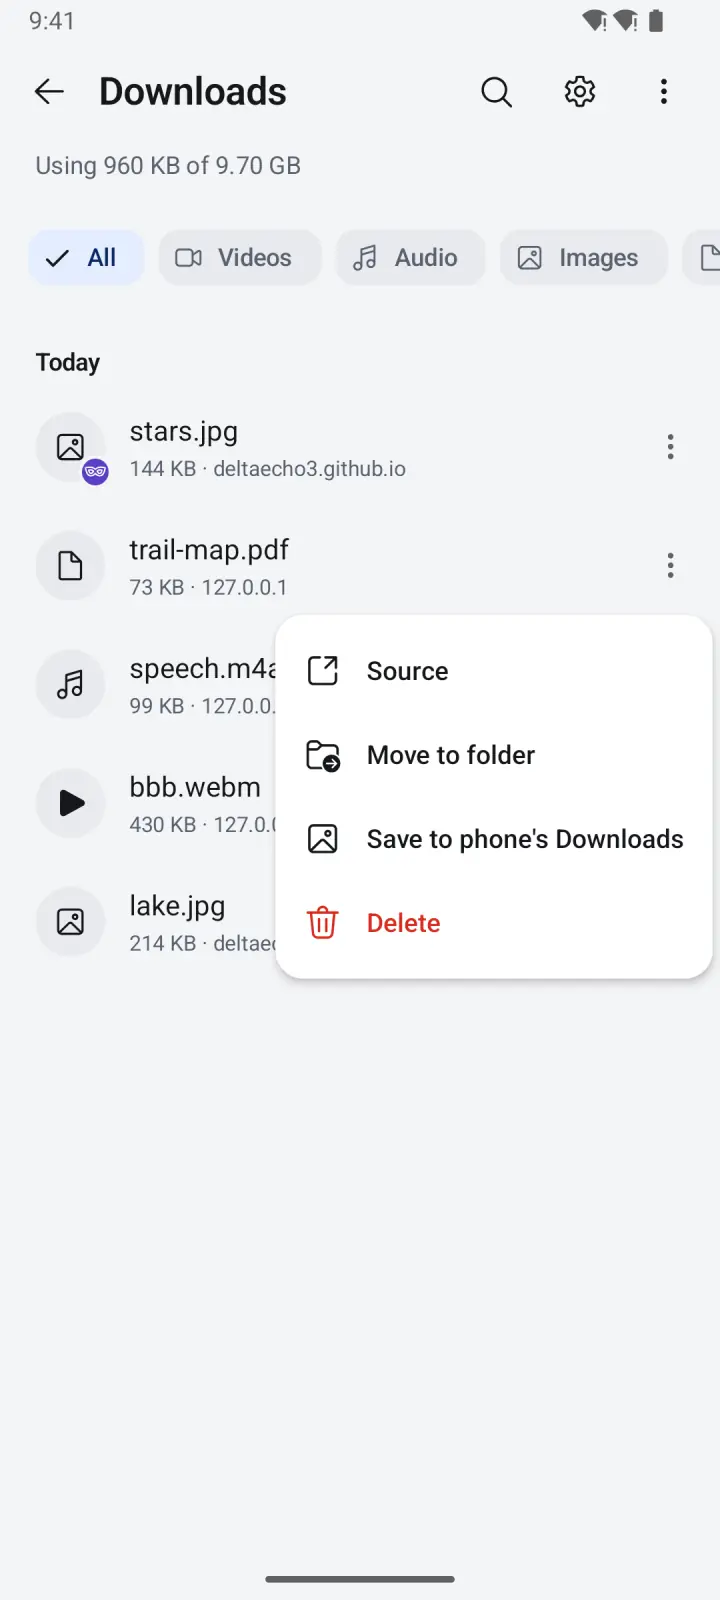 9:41
Downloads
Using 960 KB of 9.70 GB
All
Videos
Audio
Images
Today
stars.jpg
144 KB · deltaecho3.github.io
trail-map.pdf
73 KB · 127.0.0.1
speech.m4a
99 KB · 127.0.0.
bbb.webm
430 KB · 127.0.0
lake.jpg
214 KB · deltaec
Source
Move to folder
Save to phone's Downloads
Delete